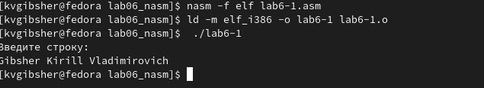 [kvgibsher@fedora lab06_nasm]$ nasm -f elf lab6-1.asm
[kvgibsher@fedora lab06_nasm]$ ld -m elf_i386 -o lab6-1 lab6-1.o
[kvgibsher@fedora lab06_nasm]$  ./lab6-1
Введите строку:
Gibsher Kirill Vladimirovich
[kvgibsher@fedora lab06_nasm]$